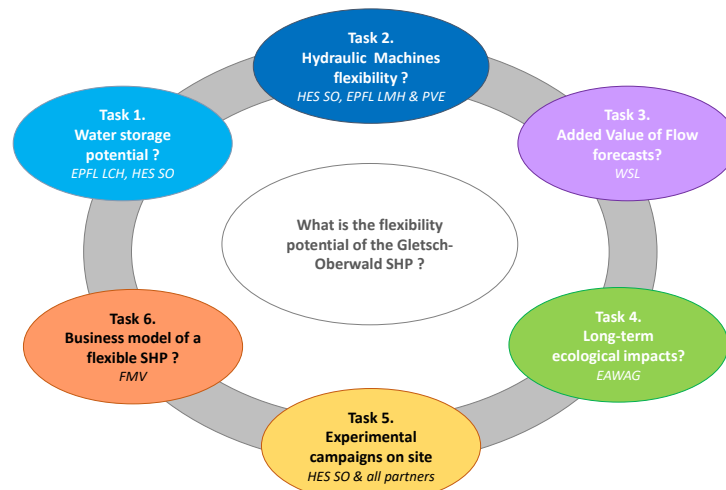 Task 2.
Hydraulic Machines
flexibility ?
HES SO, EPFL LMH & PVE
Task 1.
Water storage
potential ?
EPFL LCH, HES SO
Task 3.
Added Value of Flow
forecasts?
WSL
What is the flexibility
potential of the Gletsch-
Oberwald SHP ?
Task 6.
Business model of a
flexible SHP ?
FMV
Task 4.
Long-term
ecological impacts?
EAWAG
Task 5.
Experimental
campaigns on site
HES SO & all partners